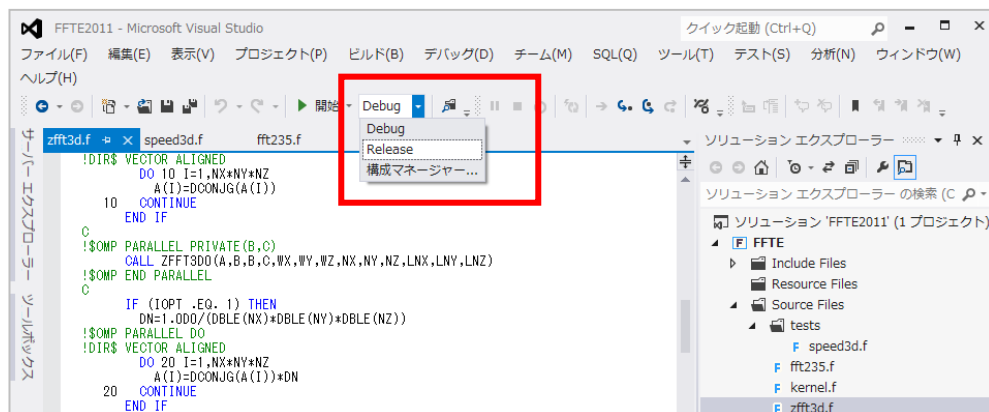 FFTE2011 - Microsoft Visual Studio
クイック起動 (Ctrl+Q)
ファイル(F) 編集(E) 表示(V) プロジェクト(P) ビルド(B) デバッグ(D) チーム(M) SQL(Q) ツール(T) テスト(S) 分析(N) ウィンドウ(W)
ヘルプ(H)
開始 Debug
Debug
Release
構成マネージャー...
サーバー エクスプローラー
ツールボックス
zfft3d.f speed3d.f fft235.f
!DIR$ VECTOR ALIGNED
DO 10 I=1,NX*NY*NZ
A(I)=DCONJG(A(I))
10 CONTINUE
END IF
C
!$OMP PARALLEL PRIVATE(B,C)
CALL ZFFT3D0(A,B,B,C,WX,WY,WZ,NX,NY,NZ,LNX,LNY,LNZ)
!$OMP END PARALLEL
C
IF (IOPT .EQ. 1) THEN
DN=1.0D0/(DBLE(NX)*DBLE(NY)*DBLE(NZ))
!$OMP PARALLEL DO
!DIR$ VECTOR ALIGNED
DO 20 I=1,NX*NY*NZ
A(I)=DCONJG(A(I))*DN
20 CONTINUE
END IF
ソリューション エクスプローラー
ソリューション エクスプローラー の検索 (C
ソリューション 'FFTE2011' (1 プロジェクト)
FFTE
Include Files
Resource Files
Source Files
tests
speed3d.f
fft235.f
kernel.f
zfft3d.f